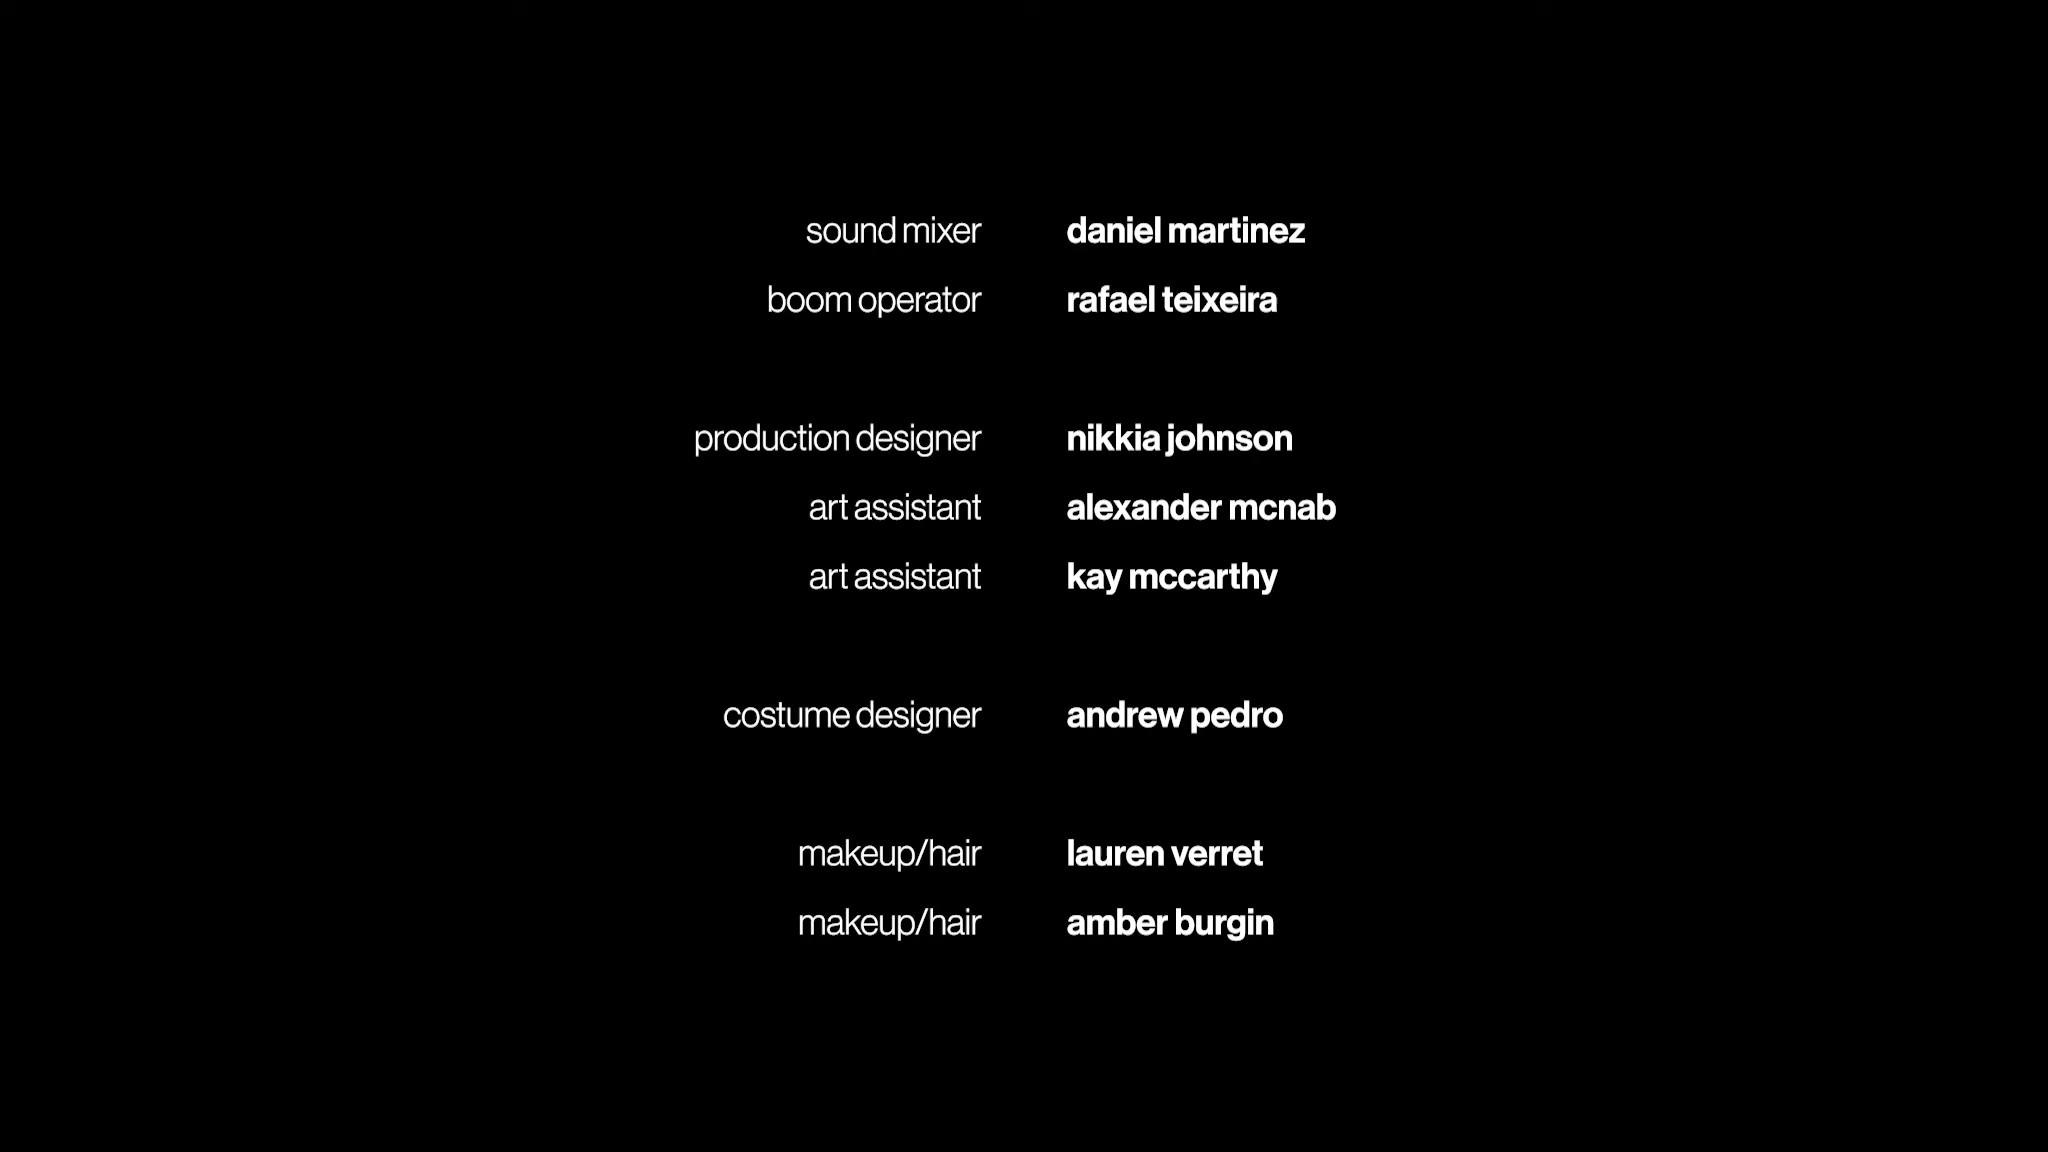 sound mixer daniel martinez
boom operator rafael teixeira
production designer nikkia johnson
art assistant alexander mcnab
art assistant kay mccarthy
costume designer andrew pedro
makeup/hair lauren verret
makeup/hair amber burgin